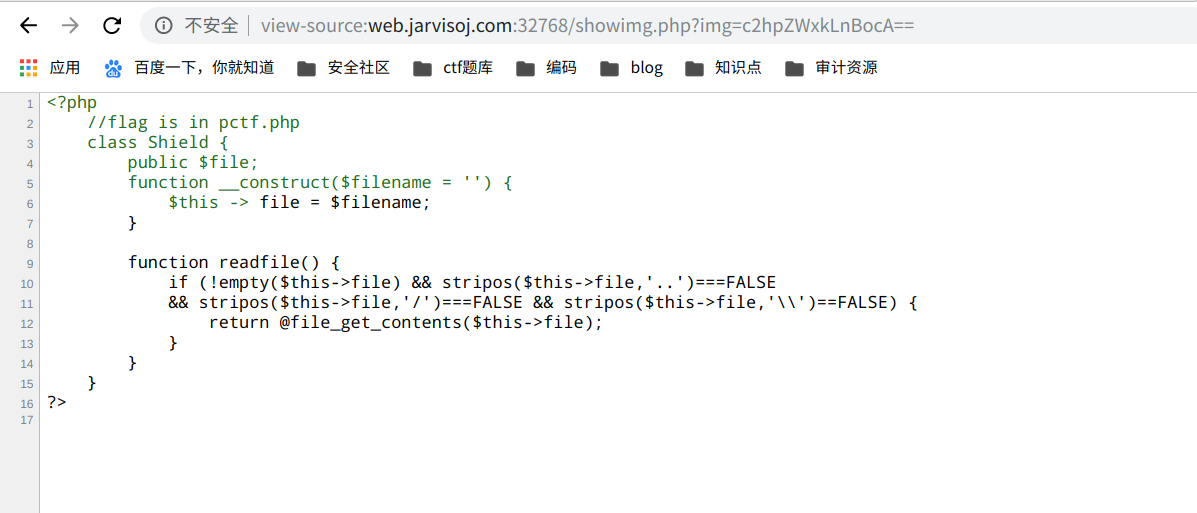 不安全 view-source:web.jarvisoj.com:32768/showimg.php?img=c2hpZWxkLnBocA==
应用 百度一下，你就知道 安全社区 ctf题库 编码 blog 知识点 审计资源
1 <?php
2     //flag is in pctf.php
3     class Shield {
4         public $file;
5         function __construct($filename = '') {
6             $this -> file = $filename;
7         }
8
9         function readfile() {
10             if (!empty($this->file) && stripos($this->file,'..')===FALSE
11             && stripos($this->file,'/')===FALSE && stripos($this->file,'\\')==FALSE) {
12                 return @file_get_contents($this->file);
13             }
14         }
15     }
16 ?>
17